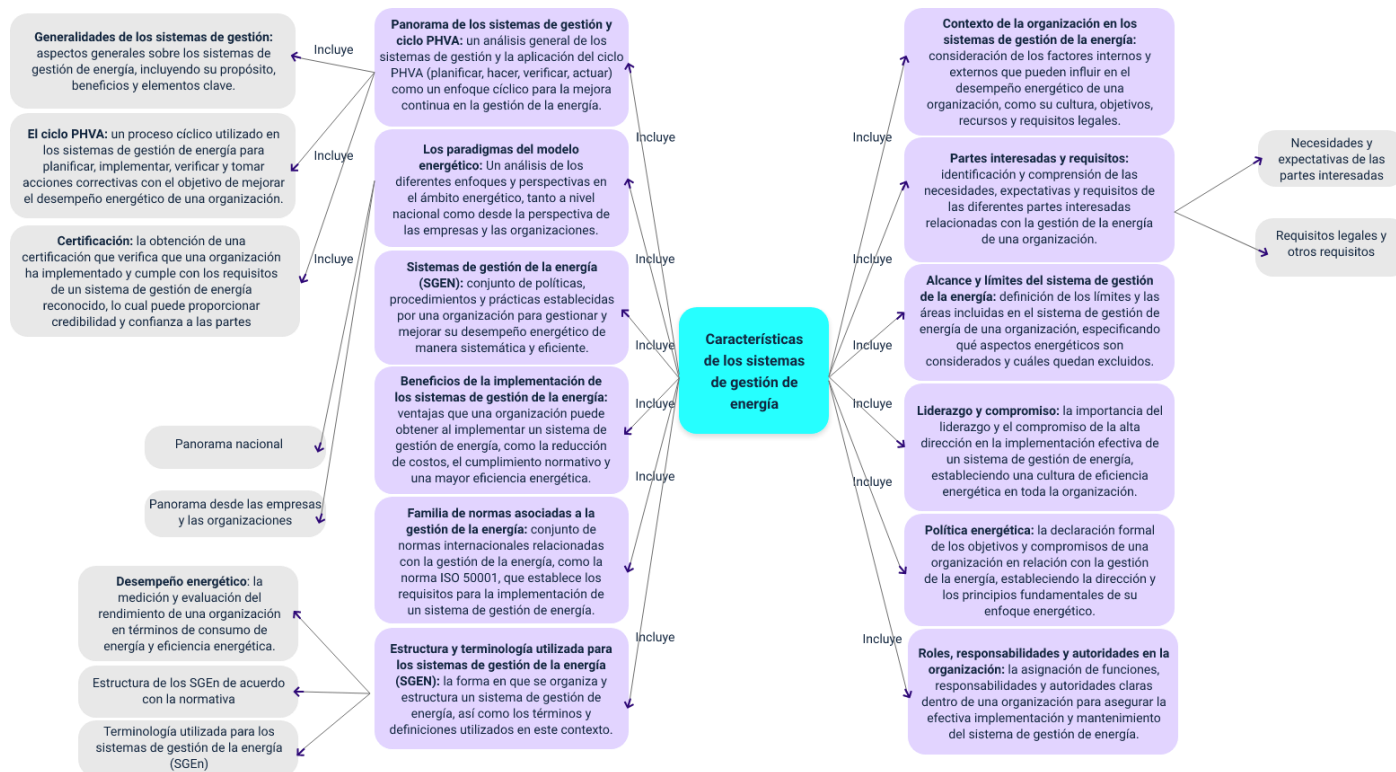 Generalidades de los sistemas de gestión:
aspectos generales sobre los sistemas de
gestión de energía, incluyendo su propósito,
beneficios y elementos clave.
Incluye
El ciclo PHVA: un proceso cíclico utilizado en
los sistemas de gestión de energía para
planificar, implementar, verificar y tomar
acciones correctivas con el objetivo de mejorar
el desempeño energético de una organización.
Incluye
Certificación: la obtención de una
certificación que verifica que una organización
ha implementado y cumple con los requisitos
de un sistema de gestión de energía
reconocido, lo cual puede proporcionar
credibilidad y confianza a las partes
Incluye
Panorama nacional
Panorama desde las empresas
y las organizaciones
Desempeño energético: la
medición y evaluación del
rendimiento de una organización
en términos de consumo de
energía y eficiencia energética.
Estructura de los SGEn de acuerdo
con la normativa
Terminología utilizada para los
sistemas de gestión de la energía
(SGEn)
Panorama de los sistemas de gestión y
ciclo PHVA: un análisis general de los
sistemas de gestión y la aplicación del ciclo
PHVA (planificar, hacer, verificar, actuar)
como un enfoque cíclico para la mejora
continua en la gestión de la energía.
Incluye
Los paradigmas del modelo
energético: Un análisis de los
diferentes enfoques y perspectivas en
el ámbito energético, tanto a nivel
nacional como desde la perspectiva de
las empresas y las organizaciones.
Incluye
Sistemas de gestión de la energía
(SGEN): conjunto de políticas,
procedimientos y prácticas establecidas
por una organización para gestionar y
mejorar su desempeño energético de
manera sistemática y eficiente.
Incluye
Beneficios de la implementación de
los sistemas de gestión de la energía:
ventajas que una organización puede
obtener al implementar un sistema de
gestión de energía, como la reducción
de costos, el cumplimiento normativo y
una mayor eficiencia energética.
Incluye
Familia de normas asociadas a la
gestión de la energía: conjunto de
normas internacionales relacionadas
con la gestión de la energía, como la
norma ISO 50001, que establece los
requisitos para la implementación de
un sistema de gestión de energía.
Incluye
Estructura y terminología utilizada para
los sistemas de gestión de la energía
(SGEN): la forma en que se organiza y
estructura un sistema de gestión de
energía, así como los términos y
definiciones utilizados en este contexto.
Incluye
Características
de los sistemas
de gestión de
energía
Contexto de la organización en los
sistemas de gestión de la energía:
consideración de los factores internos y
externos que pueden influir en el
desempeño energético de una
organización, como su cultura, objetivos,
recursos y requisitos legales.
Incluye
Partes interesadas y requisitos:
identificación y comprensión de las
necesidades, expectativas y requisitos de
las diferentes partes interesadas
relacionadas con la gestión de la energía
de una organización.
Incluye
Alcance y límites del sistema de gestión
de la energía: definición de los límites y las
áreas incluidas en el sistema de gestión de
energía de una organización, especificando
qué aspectos energéticos son
considerados y cuáles quedan excluidos.
Incluye
Liderazgo y compromiso: la importancia del
liderazgo y el compromiso de la alta
dirección en la implementación efectiva de
un sistema de gestión de energía,
estableciendo una cultura de eficiencia
energética en toda la organización.
Incluye
Política energética: la declaración formal
de los objetivos y compromisos de una
organización en relación con la gestión
de la energía, estableciendo la dirección y
los principios fundamentales de su
enfoque energético.
Incluye
Roles, responsabilidades y autoridades en la
organización: la asignación de funciones,
responsabilidades y autoridades claras
dentro de una organización para asegurar la
efectiva implementación y mantenimiento
del sistema de gestión de energía.
Incluye
Necesidades y
expectativas de las
partes interesadas
Requisitos legales y
otros requisitos